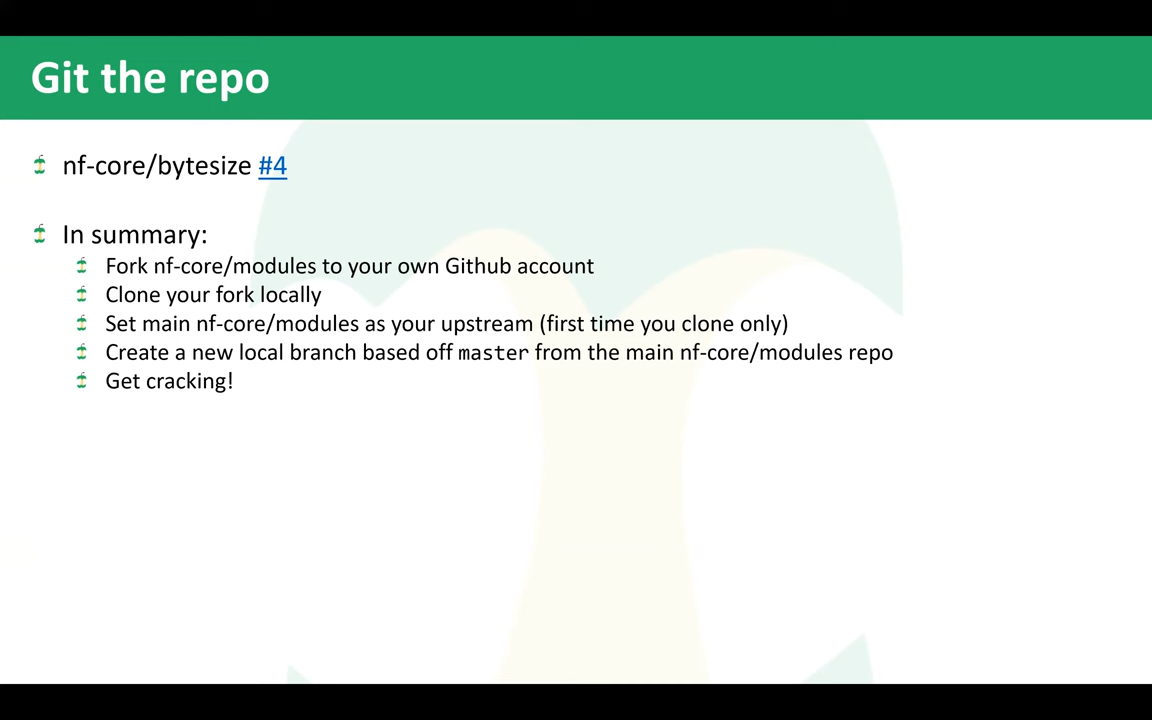 Git the repo
nf-core/bytesize #4
In summary:
Fork nf-core/modules to your own Github account
Clone your fork locally
Set main nf-core/modules as your upstream (first time you clone only)
Create a new local branch based off master from the main nf-core/modules repo
Get cracking!